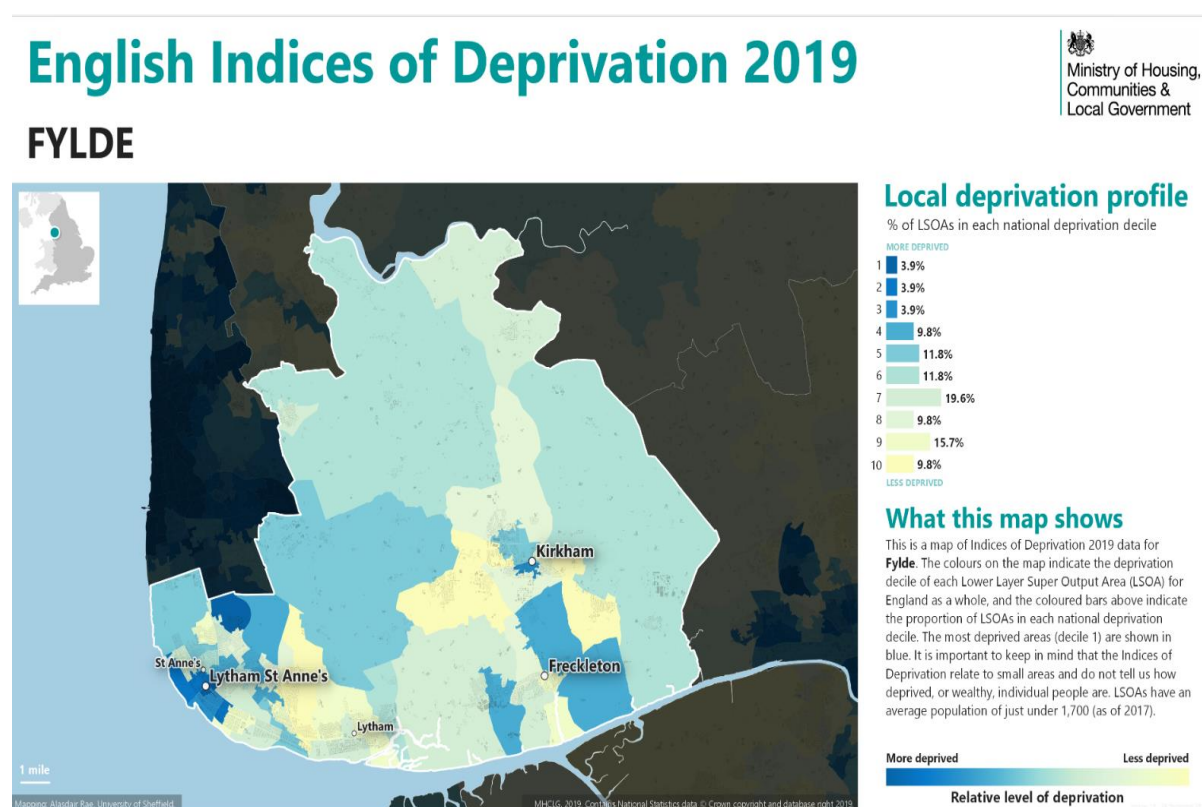 English Indices of Deprivation 2019
Ministry of Housing,
Communities &
Local Government
FYLDE
Kirkham
Freckleton
St Anne's
Lytham St Anne's
Lytham
1 mile
Mapping: Alasdair Rae, University of Sheffield.
MHCLG, 2019. Contains National Statistics data © Crown copyright and database right 2019.
Local deprivation profile
% of LSOAs in each national deprivation decile
MORE DEPRIVED
1 3.9%
2 3.9%
3 3.9%
4 9.8%
5 11.8%
6 11.8%
7 19.6%
8 9.8%
9 15.7%
10 9.8%
LESS DEPRIVED
What this map shows
This is a map of Indices of Deprivation 2019 data for
Fylde. The colours on the map indicate the deprivation
decile of each Lower Layer Super Output Area (LSOA) for
England as a whole, and the coloured bars above indicate
the proportion of LSOAs in each national deprivation
decile. The most deprived areas (decile 1) are shown in
blue. It is important to keep in mind that the Indices of
Deprivation relate to small areas and do not tell us how
deprived, or wealthy, individual people are. LSOAs have an
average population of just under 1,700 (as of 2017).
More deprived Less deprived
Relative level of deprivation